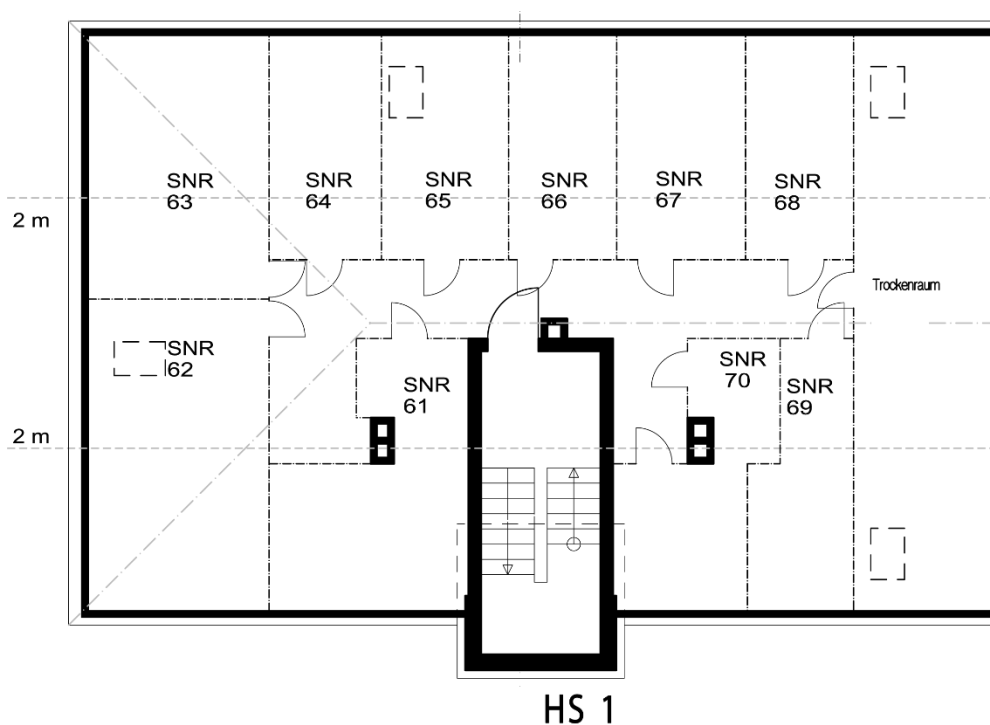 SNR
63
SNR
64
SNR
65
SNR
66
SNR
67
SNR
68
2 m
Trockenraum
SNR
62
SNR
61
SNR
70
SNR
69
2 m
HS 1